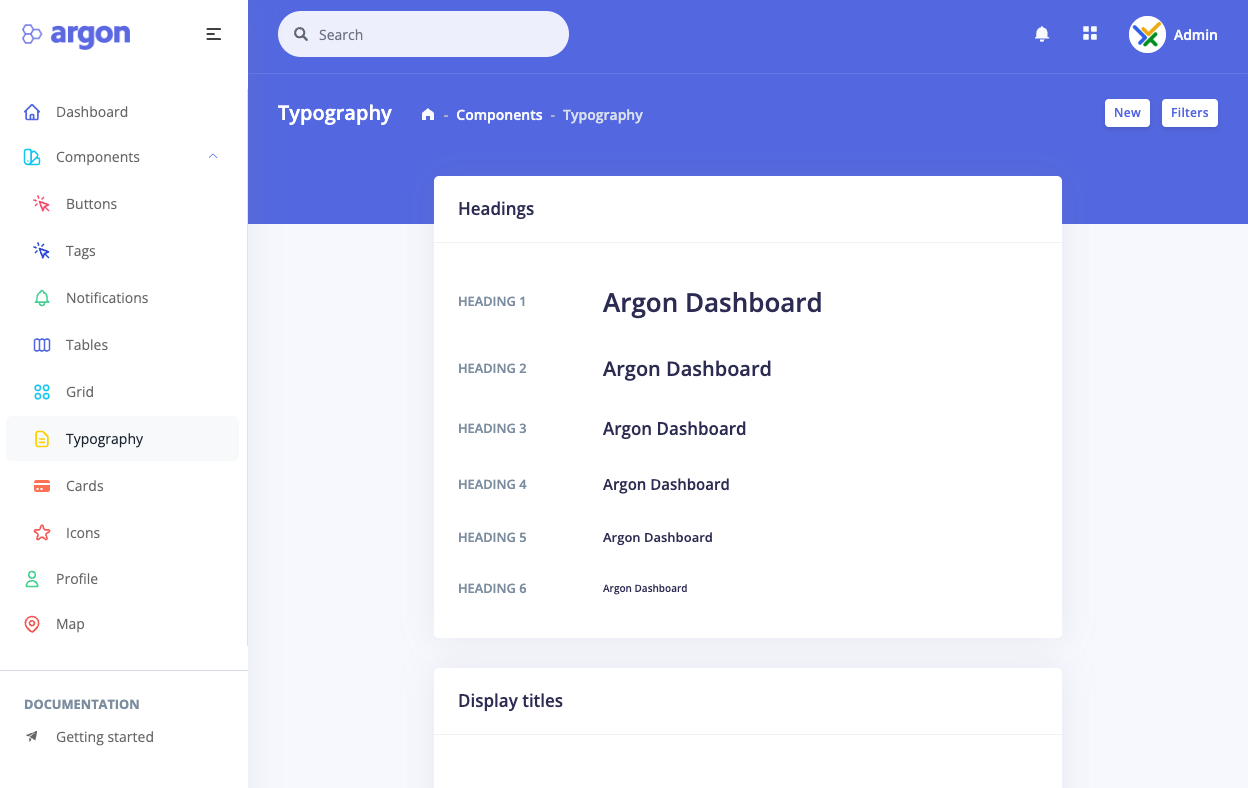 argon
Search
Admin
Dashboard
Components
Buttons
Tags
Notifications
Tables
Grid
Typography
Cards
Icons
Profile
Map
DOCUMENTATION
Getting started
Typography - Components - Typography
New Filters
Headings
HEADING 1 Argon Dashboard
HEADING 2 Argon Dashboard
HEADING 3 Argon Dashboard
HEADING 4 Argon Dashboard
HEADING 5 Argon Dashboard
HEADING 6 Argon Dashboard
Display titles